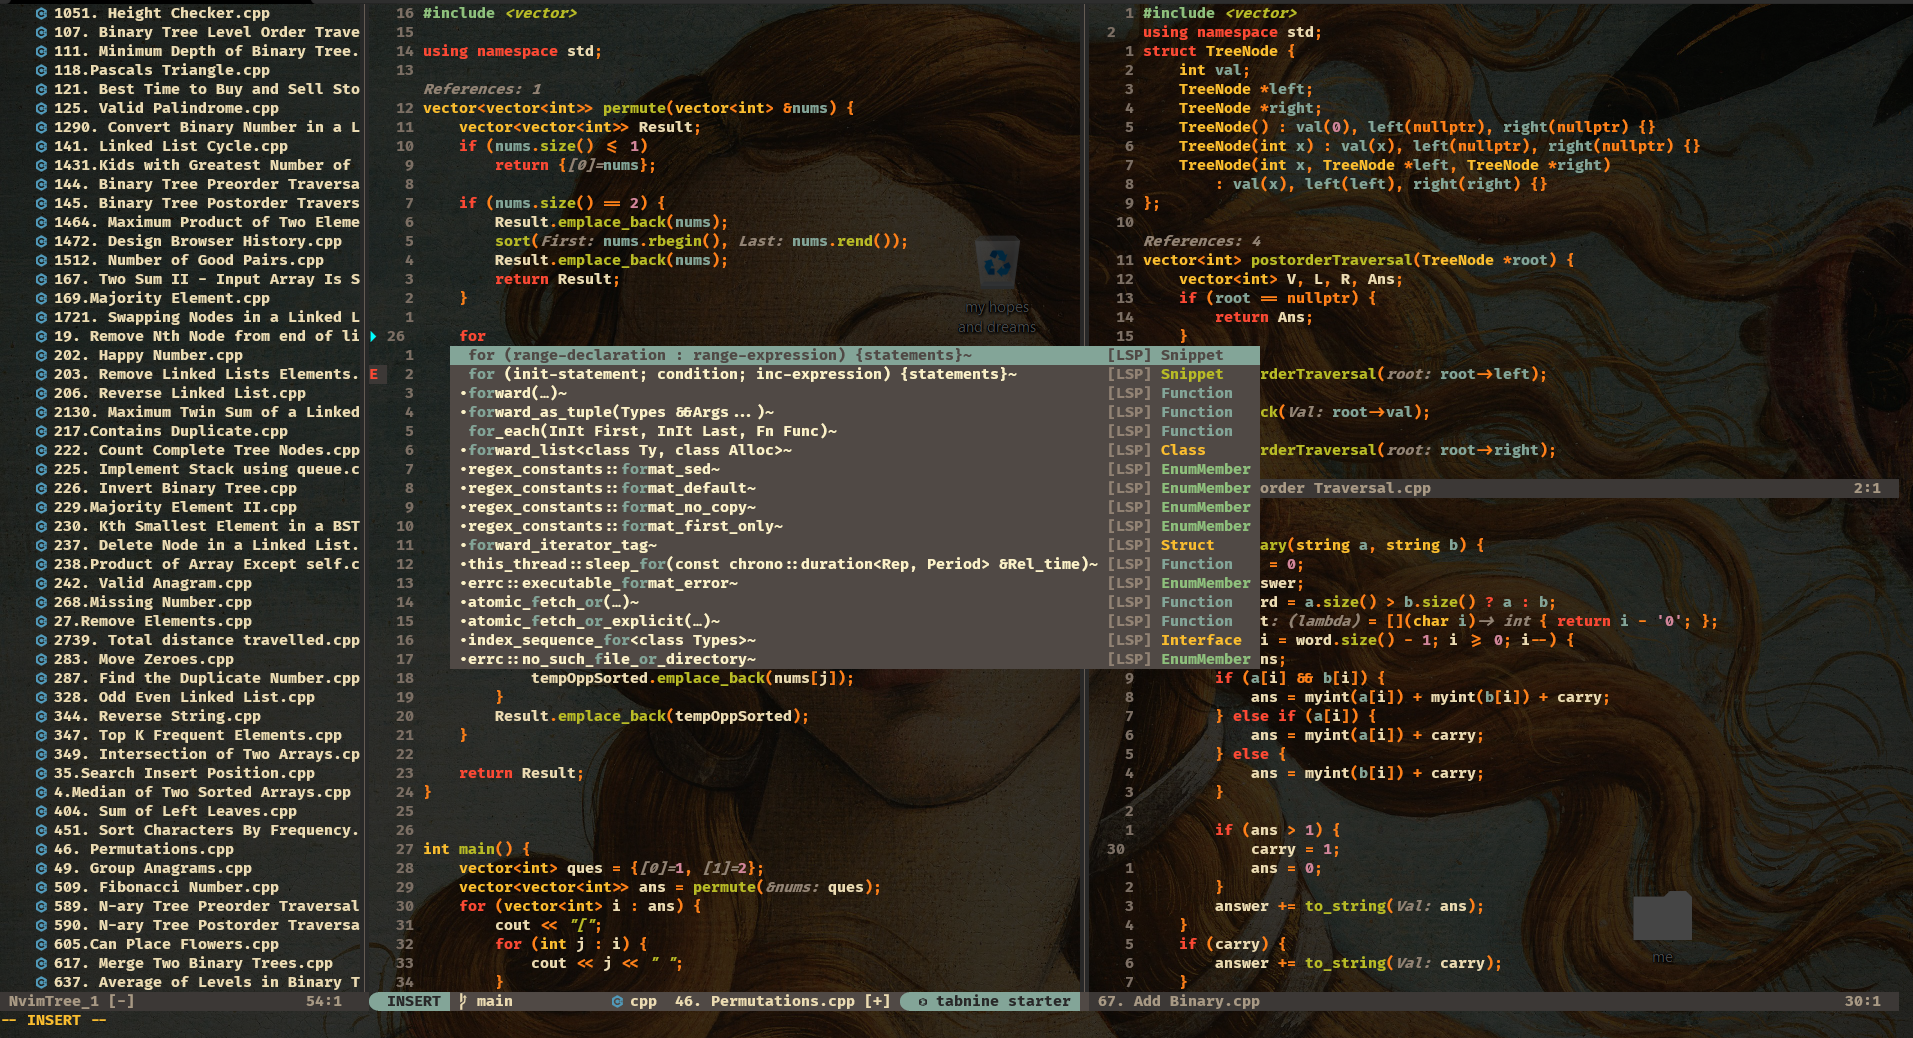 1051. Height Checker.cpp
107. Binary Tree Level Order Trave
111. Minimum Depth of Binary Tree.
118.Pascals Triangle.cpp
121. Best Time to Buy and Sell Sto
125. Valid Palindrome.cpp
1290. Convert Binary Number in a L
141. Linked List Cycle.cpp
1431.Kids with Greatest Number of
144. Binary Tree Preorder Traversa
145. Binary Tree Postorder Travers
1464. Maximum Product of Two Eleme
1472. Design Browser History.cpp
1512. Number of Good Pairs.cpp
167. Two Sum II - Input Array Is S
169.Majority Element.cpp
1721. Swapping Nodes in a Linked L
19. Remove Nth Node from end of li
202. Happy Number.cpp
203. Remove Linked Lists Elements.
206. Reverse Linked List.cpp
2130. Maximum Twin Sum of a Linked
217.Contains Duplicate.cpp
222. Count Complete Tree Nodes.cpp
225. Implement Stack using queue.c
226. Invert Binary Tree.cpp
229.Majority Element II.cpp
230. Kth Smallest Element in a BST
237. Delete Node in a Linked List.
238.Product of Array Except self.c
242. Valid Anagram.cpp
268.Missing Number.cpp
27.Remove Elements.cpp
2739. Total distance travelled.cpp
283. Move Zeroes.cpp
287. Find the Duplicate Number.cpp
328. Odd Even Linked List.cpp
344. Reverse String.cpp
347. Top K Frequent Elements.cpp
349. Intersection of Two Arrays.cp
35.Search Insert Position.cpp
4.Median of Two Sorted Arrays.cpp
404. Sum of Left Leaves.cpp
451. Sort Characters By Frequency.
46. Permutations.cpp
49. Group Anagrams.cpp
509. Fibonacci Number.cpp
589. N-ary Tree Preorder Traversal
590. N-ary Tree Postorder Traversa
605.Can Place Flowers.cpp
617. Merge Two Binary Trees.cpp
637. Average of Levels in Binary T
NvimTree_1 [-] 54:1
-- INSERT --
16 #include <vector>
15
14 using namespace std;
13
References: 1
12 vector<vector<int>> permute(vector<int> &nums) {
11 vector<vector<int>> Result;
10 if (nums.size() <= 1)
9 return {[0]=nums};
8
7 if (nums.size() == 2) {
6 Result.emplace_back(nums);
5 sort(First: nums.rbegin(), Last: nums.rend());
4 Result.emplace_back(nums);
3 return Result;
2 }
1
26 for
1 for (range-declaration : range-expression) {statements}~ [LSP] Snippet
E 2 for (init-statement; condition; inc-expression) {statements}~ [LSP] Snippet
3 •forward(…)~ [LSP] Function
4 •forward_as_tuple(Types &&Args...)~ [LSP] Function
5 for_each(InIt First, InIt Last, Fn Func)~ [LSP] Function
6 •forward_list<class Ty, class Alloc>~ [LSP] Class
7 •regex_constants::format_sed~ [LSP] EnumMember
8 •regex_constants::format_default~ [LSP] EnumMember
9 •regex_constants::format_no_copy~ [LSP] EnumMember
10 •regex_constants::format_first_only~ [LSP] EnumMember
11 •forward_iterator_tag~ [LSP] Struct
12 •this_thread::sleep_for(const chrono::duration<Rep, Period> &Rel_time)~ [LSP] Function
13 •errc::executable_format_error~ [LSP] EnumMember
14 •atomic_fetch_or(…)~ [LSP] Function
15 •atomic_fetch_or_explicit(…)~ [LSP] Function
16 •index_sequence_for<class Types>~ [LSP] Interface
17 •errc::no_such_file_or_directory~ [LSP] EnumMember
18 tempOppSorted.emplace_back(nums[j]);
19 }
20 Result.emplace_back(tempOppSorted);
21 }
22
23 return Result;
24 }
25
26
27 int main() {
28 vector<int> ques = {[0]=1, [1]=2};
29 vector<vector<int>> ans = permute(&nums: ques);
30 for (vector<int> i : ans) {
31 cout << "[";
32 for (int j : i) {
33 cout << j << " ";
34 }
INSERT main cpp 46. Permutations.cpp [+] tabnine starter
my hopes
and dreams
1 #include <vector>
2 using namespace std;
1 struct TreeNode {
2 int val;
3 TreeNode *left;
4 TreeNode *right;
5 TreeNode() : val(0), left(nullptr), right(nullptr) {}
6 TreeNode(int x) : val(x), left(nullptr), right(nullptr) {}
7 TreeNode(int x, TreeNode *left, TreeNode *right)
8 : val(x), left(left), right(right) {}
9 };
10
References: 4
11 vector<int> postorderTraversal(TreeNode *root) {
12 vector<int> V, L, R, Ans;
13 if (root == nullptr) {
14 return Ans;
15 }
rderTraversal(root: root->left);
ck(Val: root->val);
rderTraversal(root: root->right);
order Traversal.cpp 2:1
ary(string a, string b) {
= 0;
swer;
rd = a.size() > b.size() ? a : b;
t: (lambda) = [](char i)-> int { return i - '0'; };
i = word.size() - 1; i >= 0; i--) {
ns;
9 if (a[i] && b[i]) {
8 ans = myint(a[i]) + myint(b[i]) + carry;
7 } else if (a[i]) {
6 ans = myint(a[i]) + carry;
5 } else {
4 ans = myint(b[i]) + carry;
3 }
2
1 if (ans > 1) {
30 carry = 1;
1 ans = 0;
2 }
3 answer += to_string(Val: ans);
4 }
5 if (carry) {
6 answer += to_string(Val: carry);
7 }
67. Add Binary.cpp 30:1
me